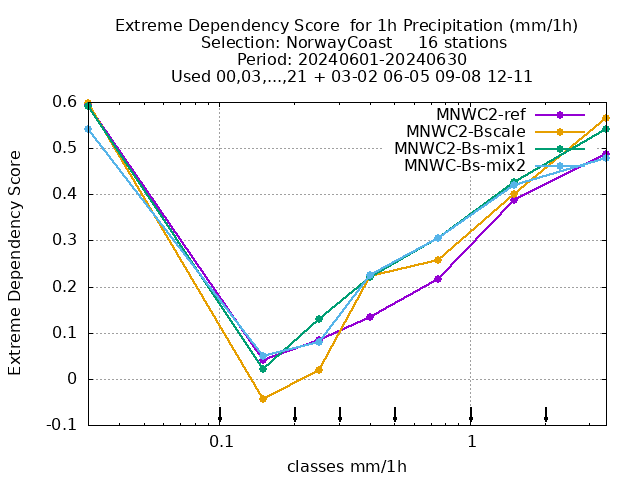 Extreme Dependency Score  for 1h Precipitation (mm/1h)
Selection: NorwayCoast     16 stations
Period: 20240601-20240630
Used 00,03,...,21 + 03-02 06-05 09-08 12-11
MNWC2-ref
MNWC2-Bscale
MNWC2-Bs-mix1
MNWC-Bs-mix2
Extreme Dependency Score
0.6
0.5
0.4
0.3
0.2
0.1
0
-0.1
0.1
1
classes mm/1h